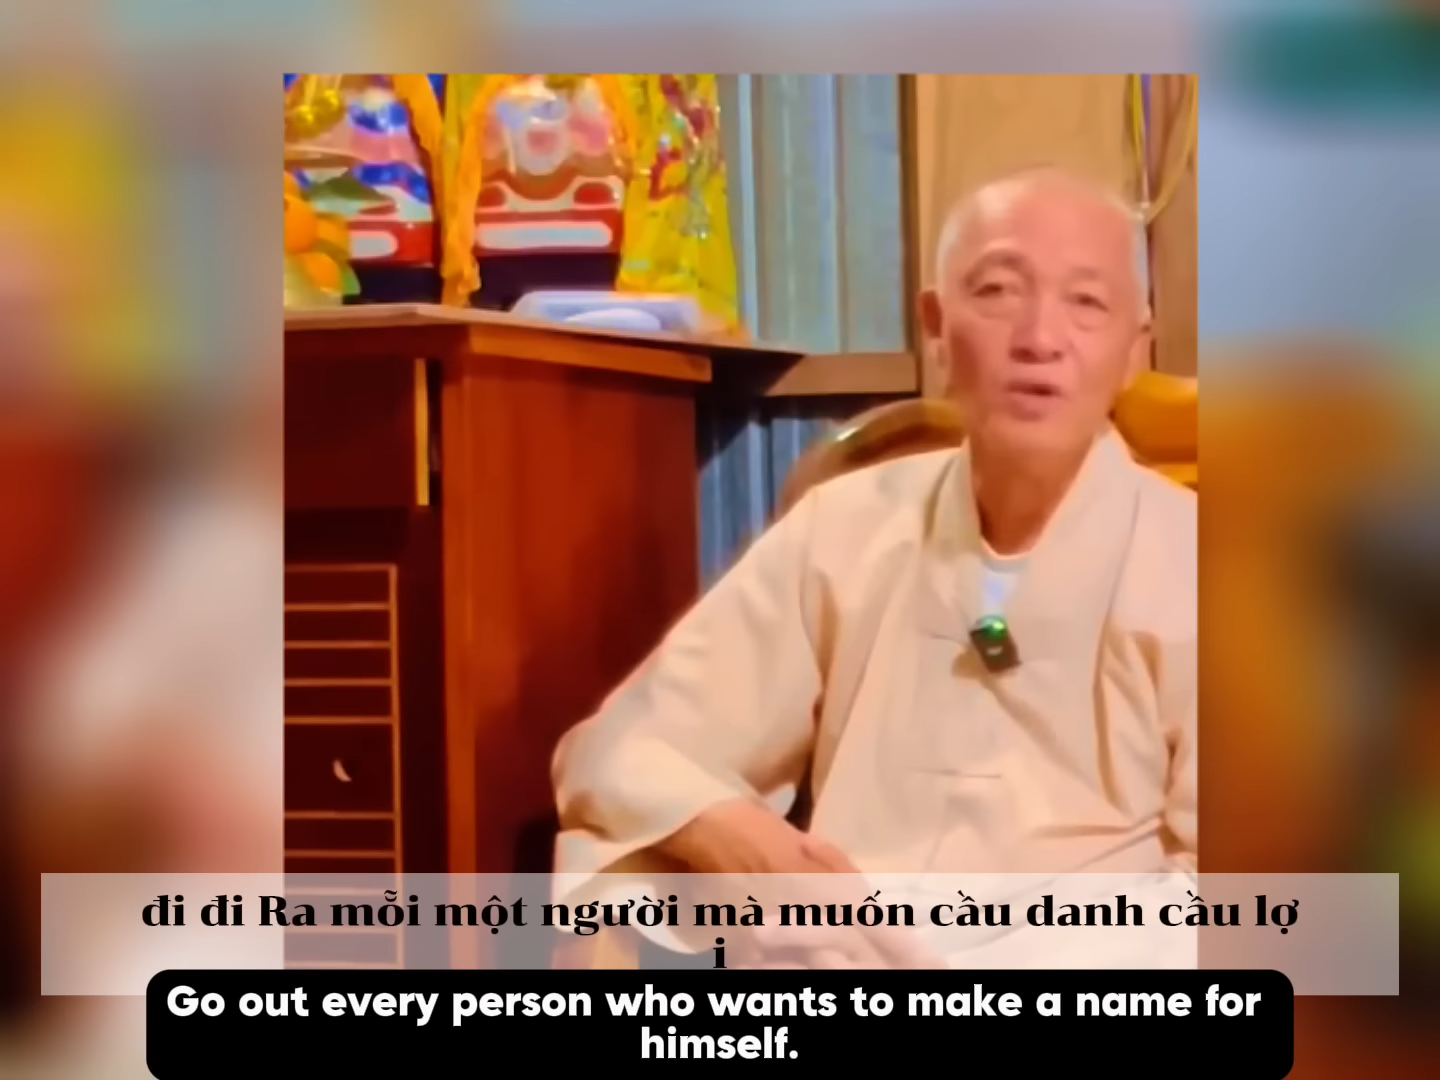 đi đi Ra mỗi một người mà muốn cầu danh cầu lợ
i
Go out every person who wants to make a name for
himself.